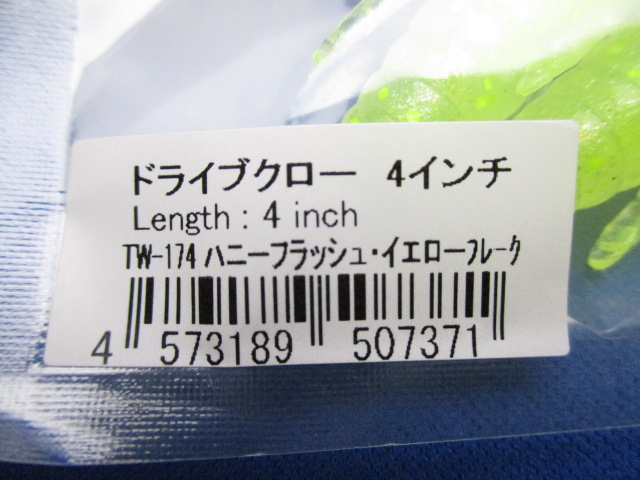 ドライブクロー 4インチ
Length : 4 inch
TW-174 ハニーフラッシュ・イエローフレーク
4 573189 507371